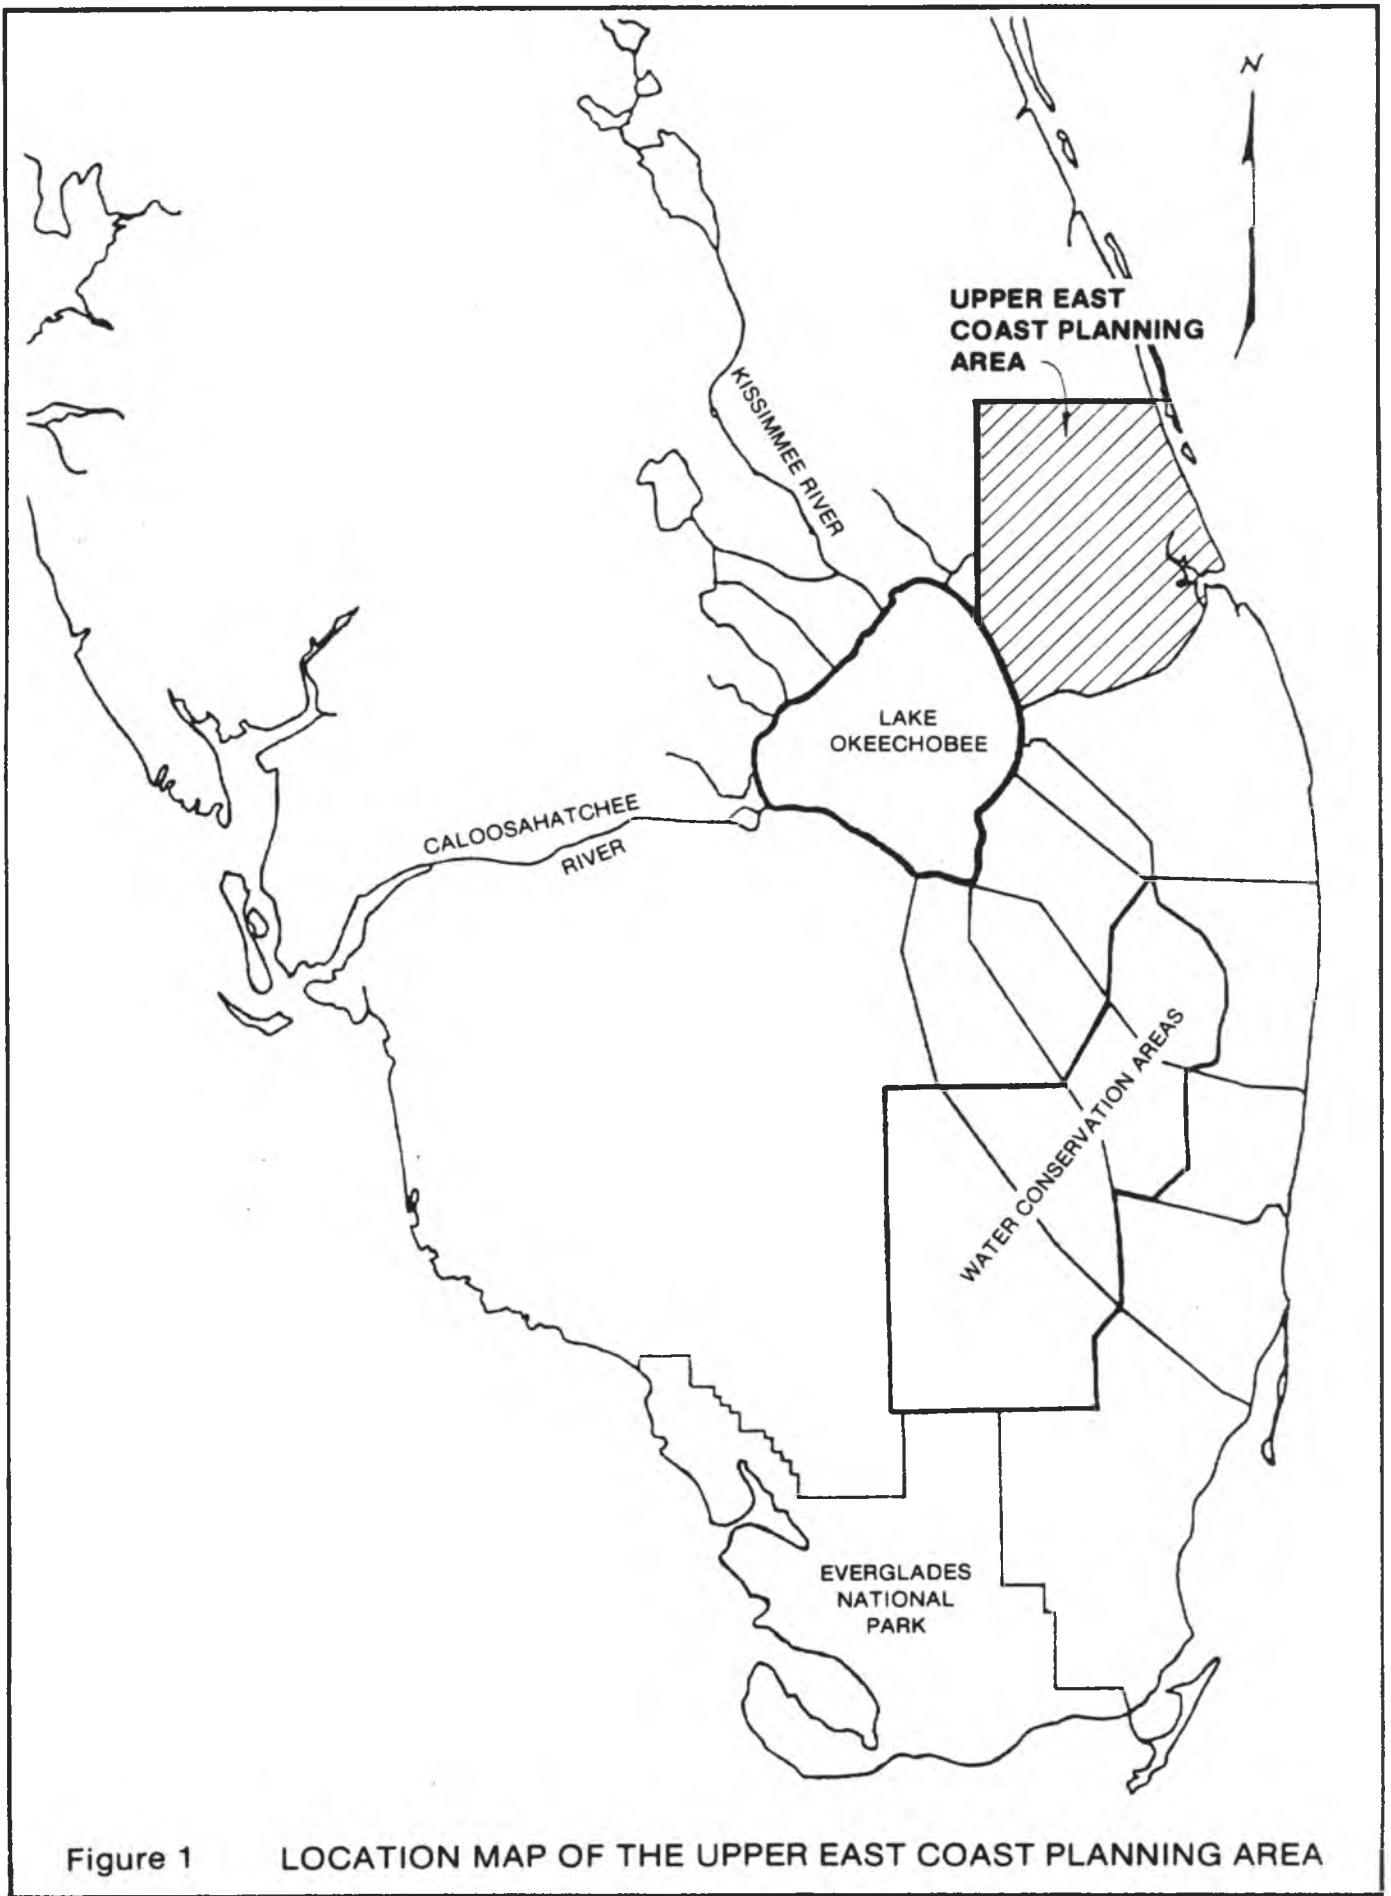 N
UPPER EAST
COAST PLANNING
AREA
KISSIMMEE RIVER
LAKE
OKEECHOBEE
CALOOSAHATCHEE
RIVER
WATER CONSERVATION AREAS
EVERGLADES
NATIONAL
PARK
Figure 1 LOCATION MAP OF THE UPPER EAST COAST PLANNING AREA